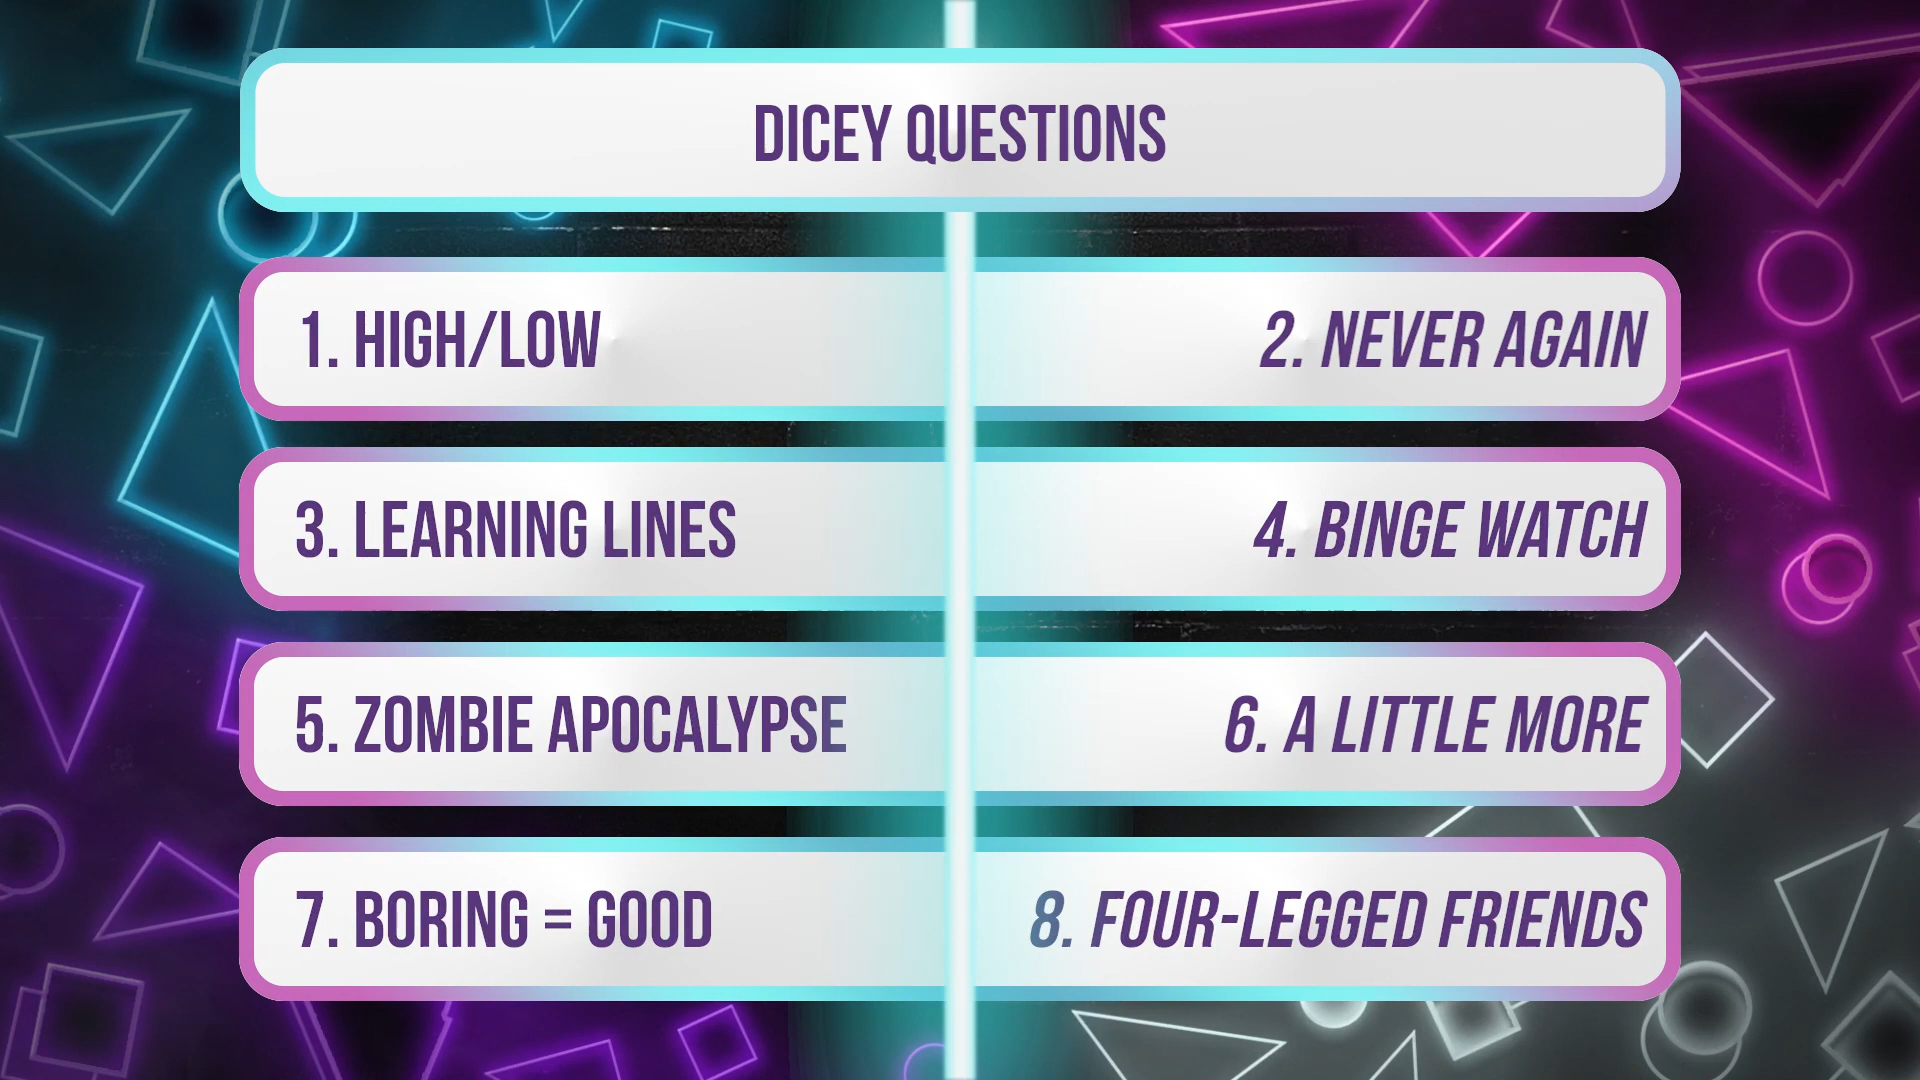 DICEY QUESTIONS
1. HIGH/LOW
2. NEVER AGAIN
3. LEARNING LINES
4. BINGE WATCH
5. ZOMBIE APOCALYPSE
6. A LITTLE MORE
7. BORING = GOOD
8. FOUR-LEGGED FRIENDS